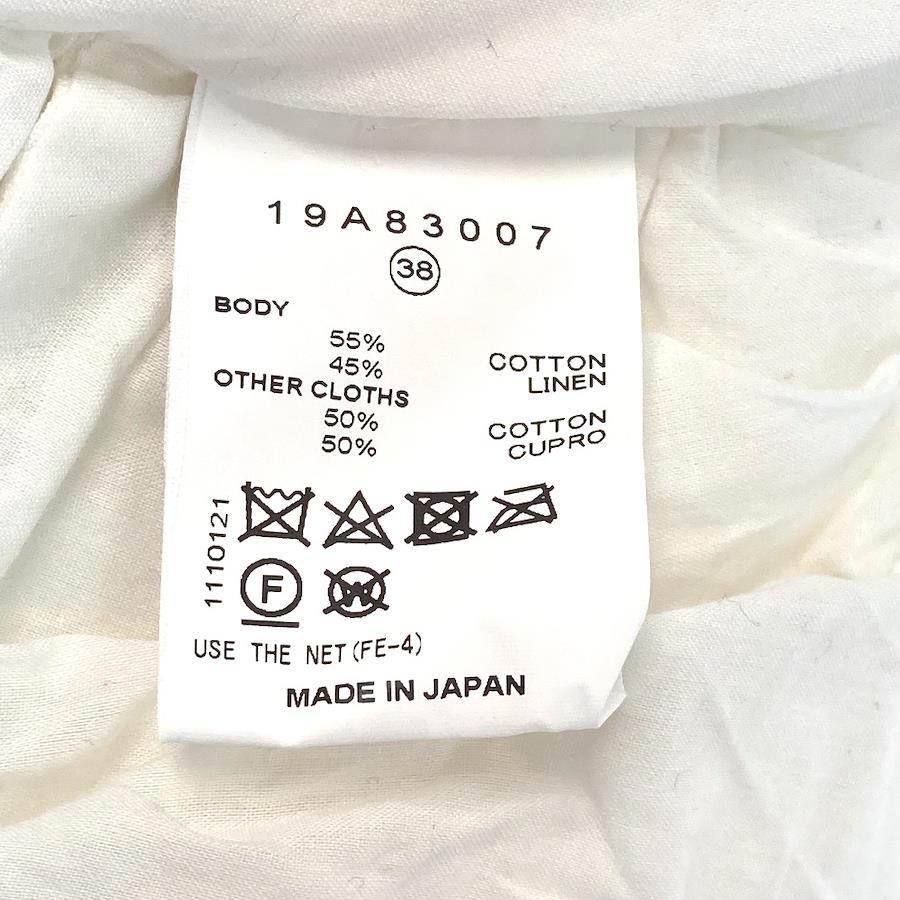 19A83007
38
BODY
55% COTTON
45% LINEN
OTHER CLOTHS
50% COTTON
50% CUPRO
1110121
F
W
USE THE NET(FE-4)
MADE IN JAPAN